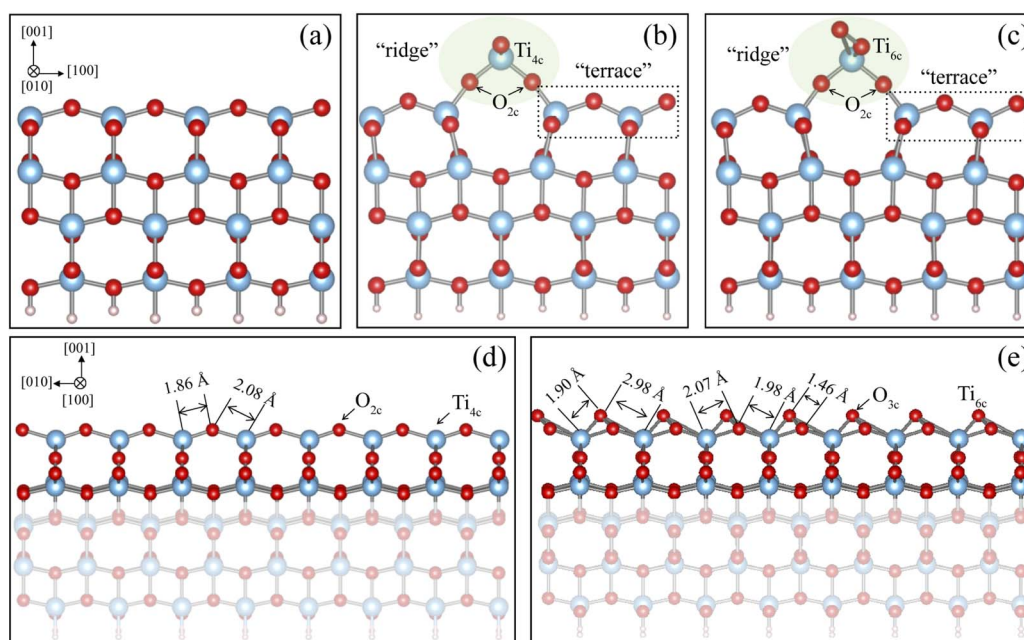 (a)
[001]
[100]
[010]
(b)
"ridge"
Ti4c
"terrace"
O2c
(c)
"ridge"
Ti6c
"terrace"
O2c
(d)
[001]
[010]
[100]
1.86 Å
2.08 Å
O2c
Ti4c
(e)
1.90 Å
2.98 Å
2.07 Å
1.98 Å
1.46 Å
O3c
Ti6c